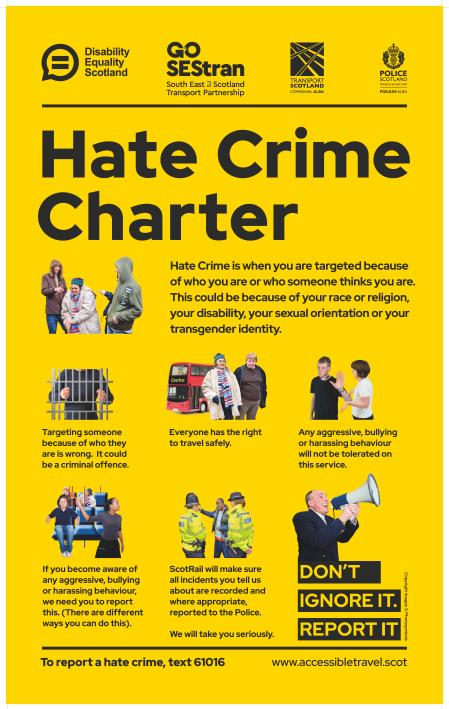 Disability
Equality
Scotland
GO
SEStran
South East of Scotland
Transport Partnership
TRANSPORT
SCOTLAND
CÒMHDHAIL ALBA
POLICE
SCOTLAND
POILEAS ALBA
Hate Crime
Charter
Hate Crime is when you are targeted because
of who you are or who someone thinks you are.
This could be because of your race or religion,
your disability, your sexual orientation or your
transgender identity.
Centre
Targeting someone
because of who they
are is wrong. It could
be a criminal offence.
Everyone has the right
to travel safely.
Any aggressive, bullying
or harassing behaviour
will not be tolerated on
this service.
If you become aware of
any aggressive, bullying
or harassing behaviour,
we need you to report
this. (There are different
ways you can do this).
ScotRail will make sure
all incidents you tell us
about are recorded and
where appropriate,
reported to the Police.
We will take you seriously.
DON'T
IGNORE IT.
REPORT IT
To report a hate crime, text 61016
www.accessibletravel.scot